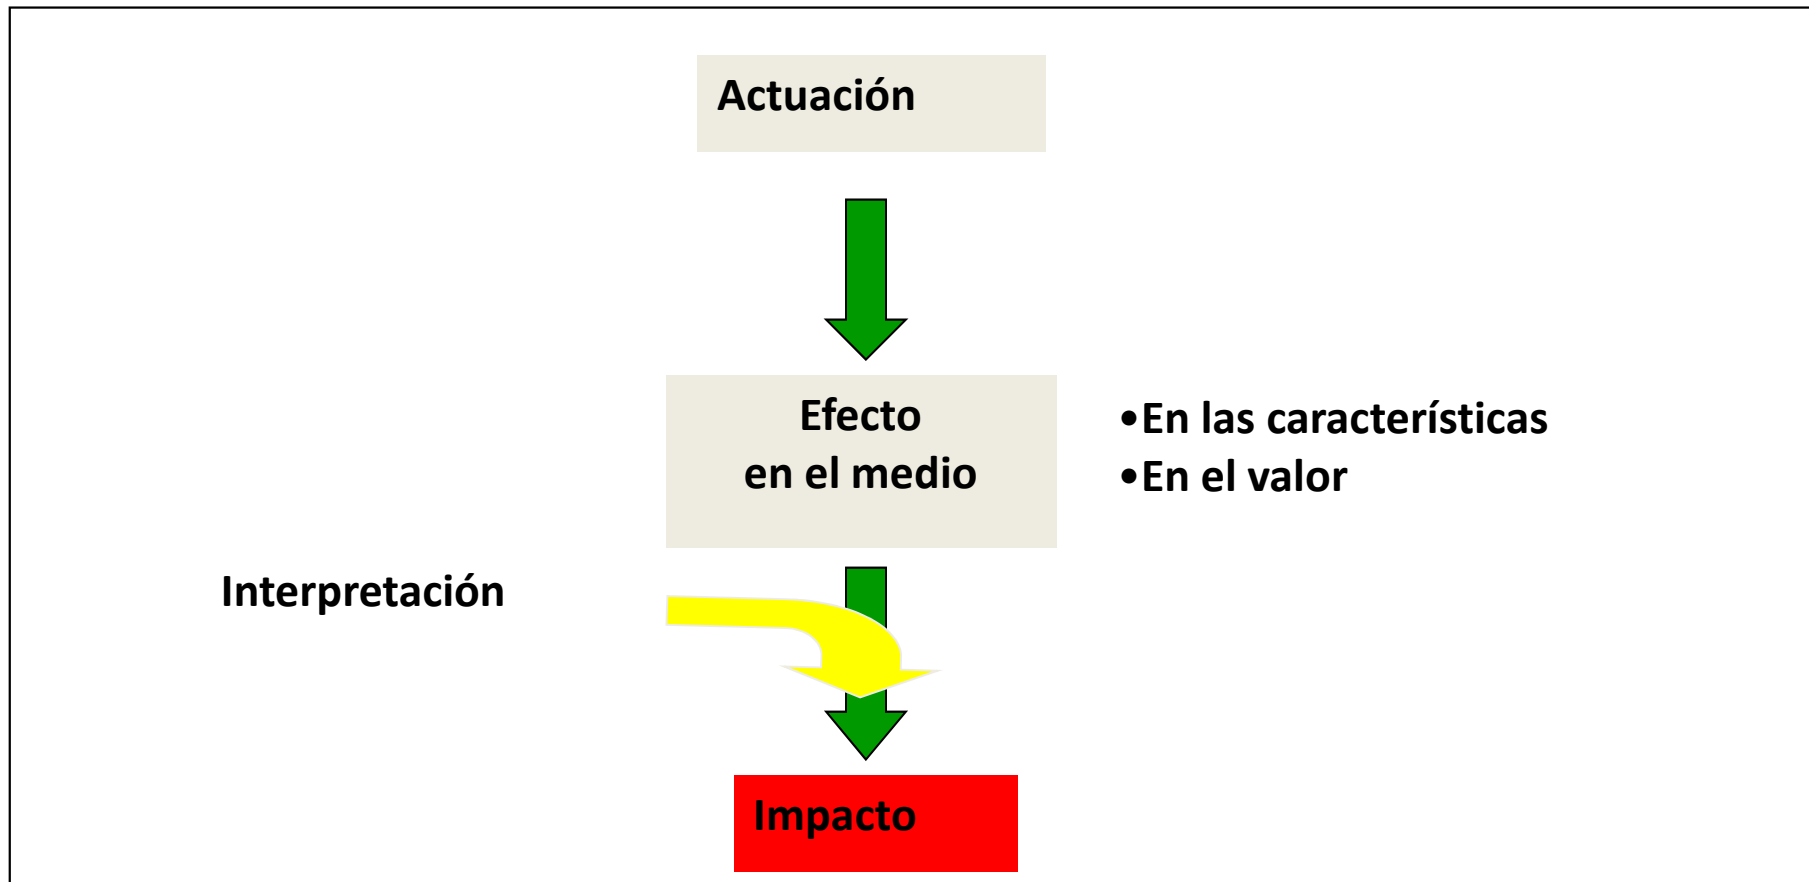 Actuación
Efecto
en el medio
•En las características
•En el valor
Interpretación
Impacto